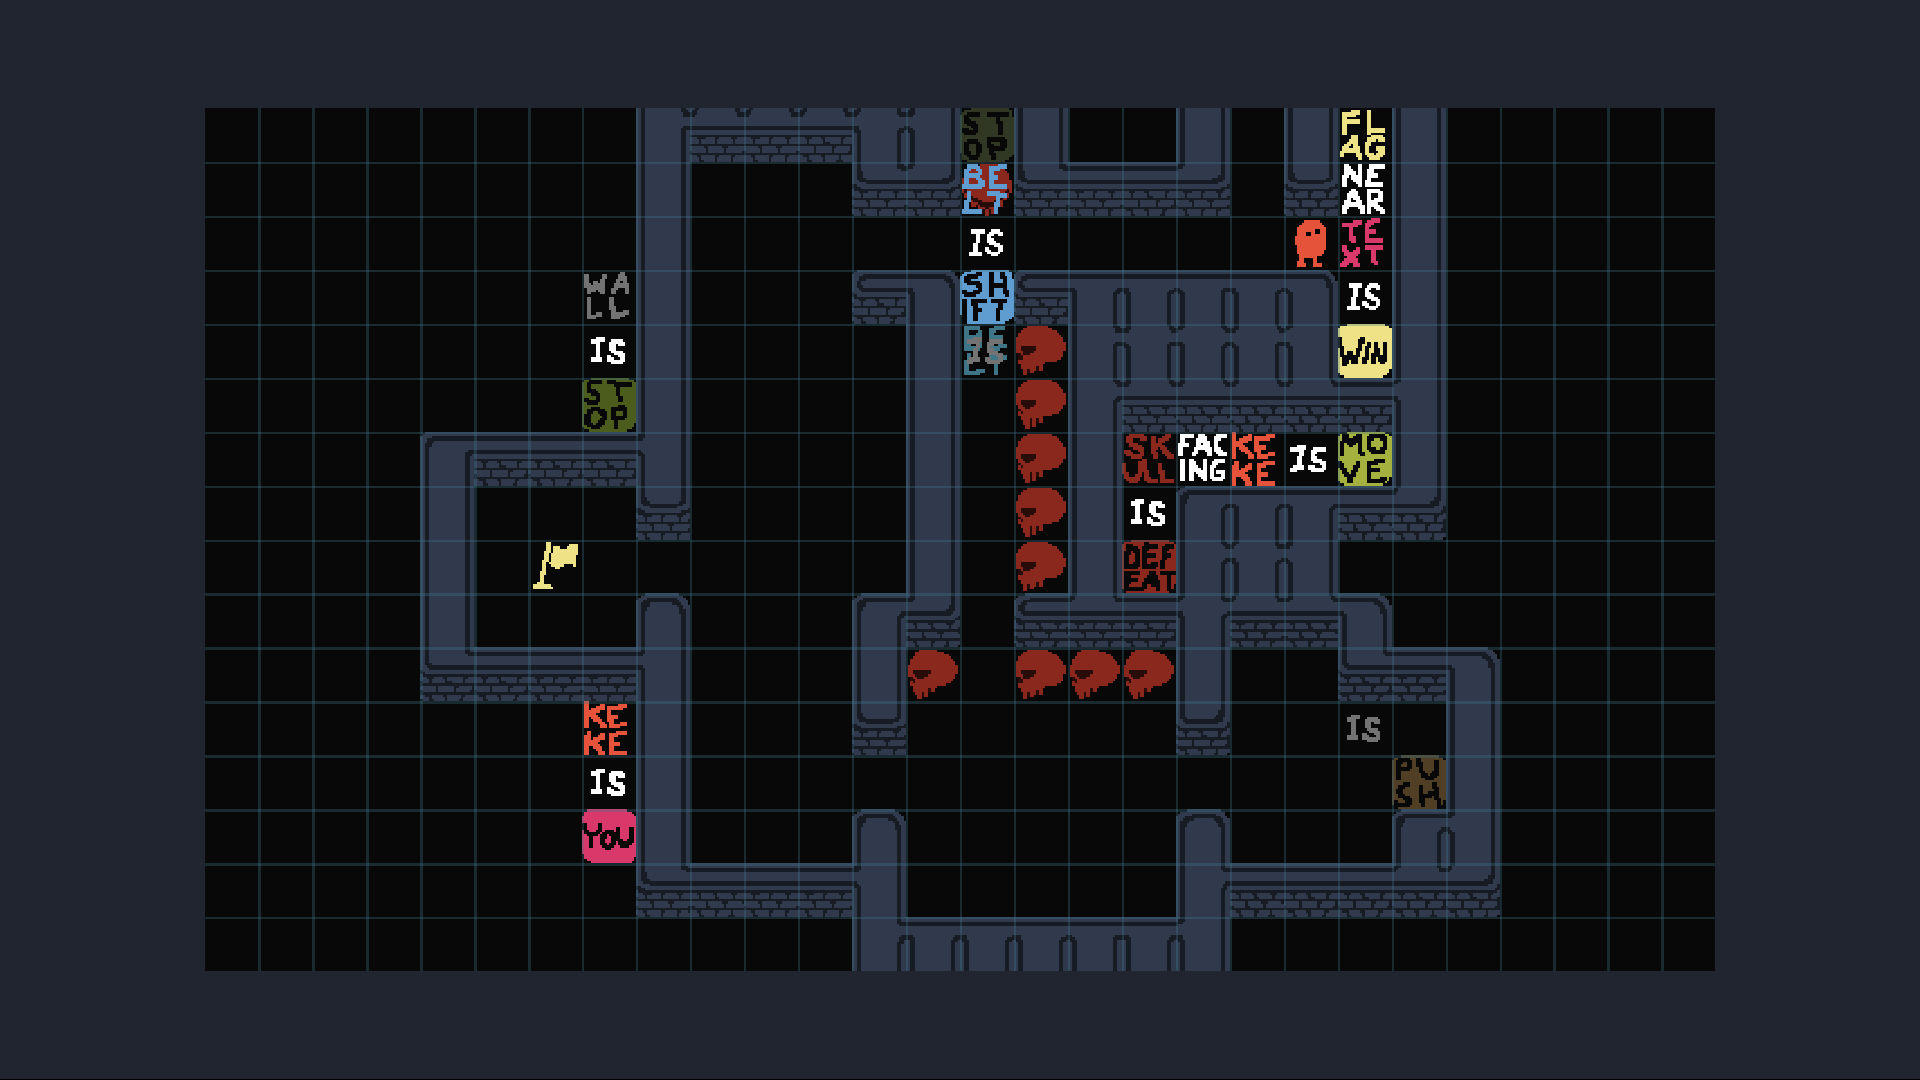 STOP FLAG
BELT NEAR
IS TEXT
WALL SHIFT IS
IS BELT IS WIN
STOP
SKULL FACING KEKE IS MOVE
IS
DEFEAT
KEKE IS
IS PUSH
YOU